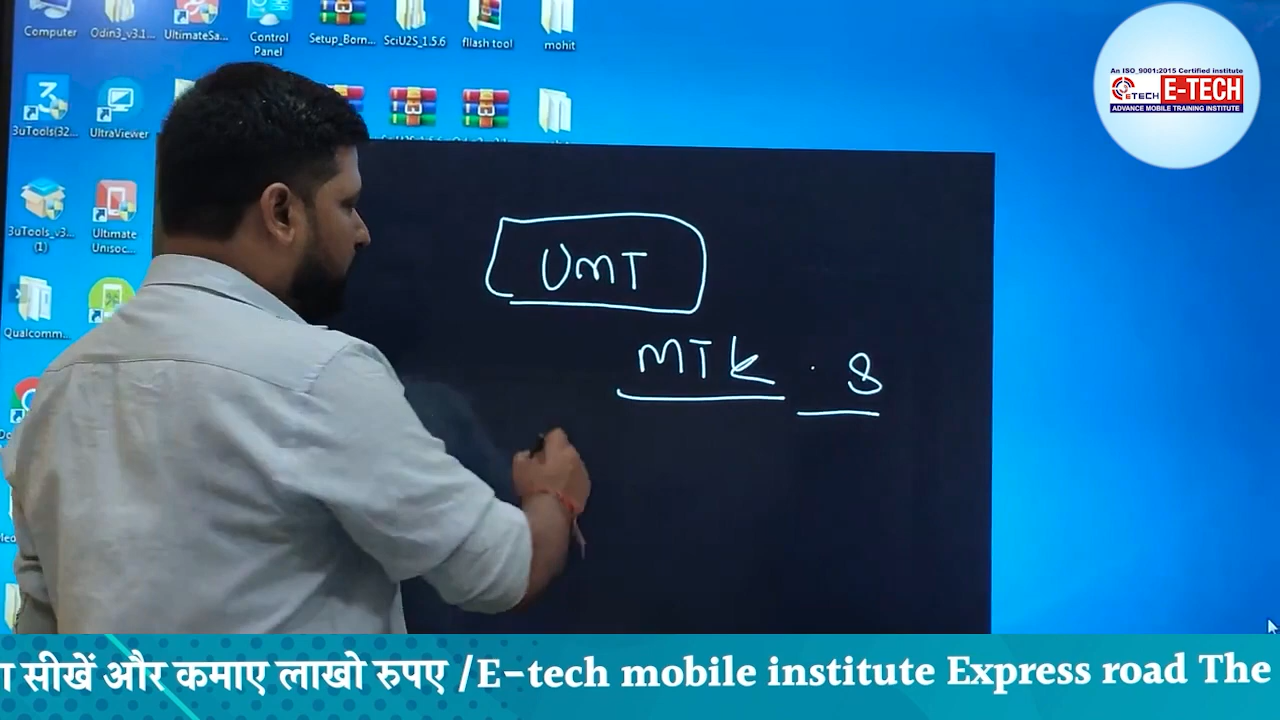 Computer
Odin3_v3.1...
UltimateSa...
Control Panel
Setup_Bom...
SciU2S_1.5.6
fllash tool
mohit
An ISO_9001:2015 Certified institute
ETECH E-TECH
ADVANCE MOBILE TRAINING INSTITUTE
3uTools(32...
UltraViewer
3uTools_v3... (1)
Ultimate Unisoc...
Qualcomm...
UMT
MTK . S
सीखें और कमाए लाखो रुपए /E-tech mobile institute Express road The